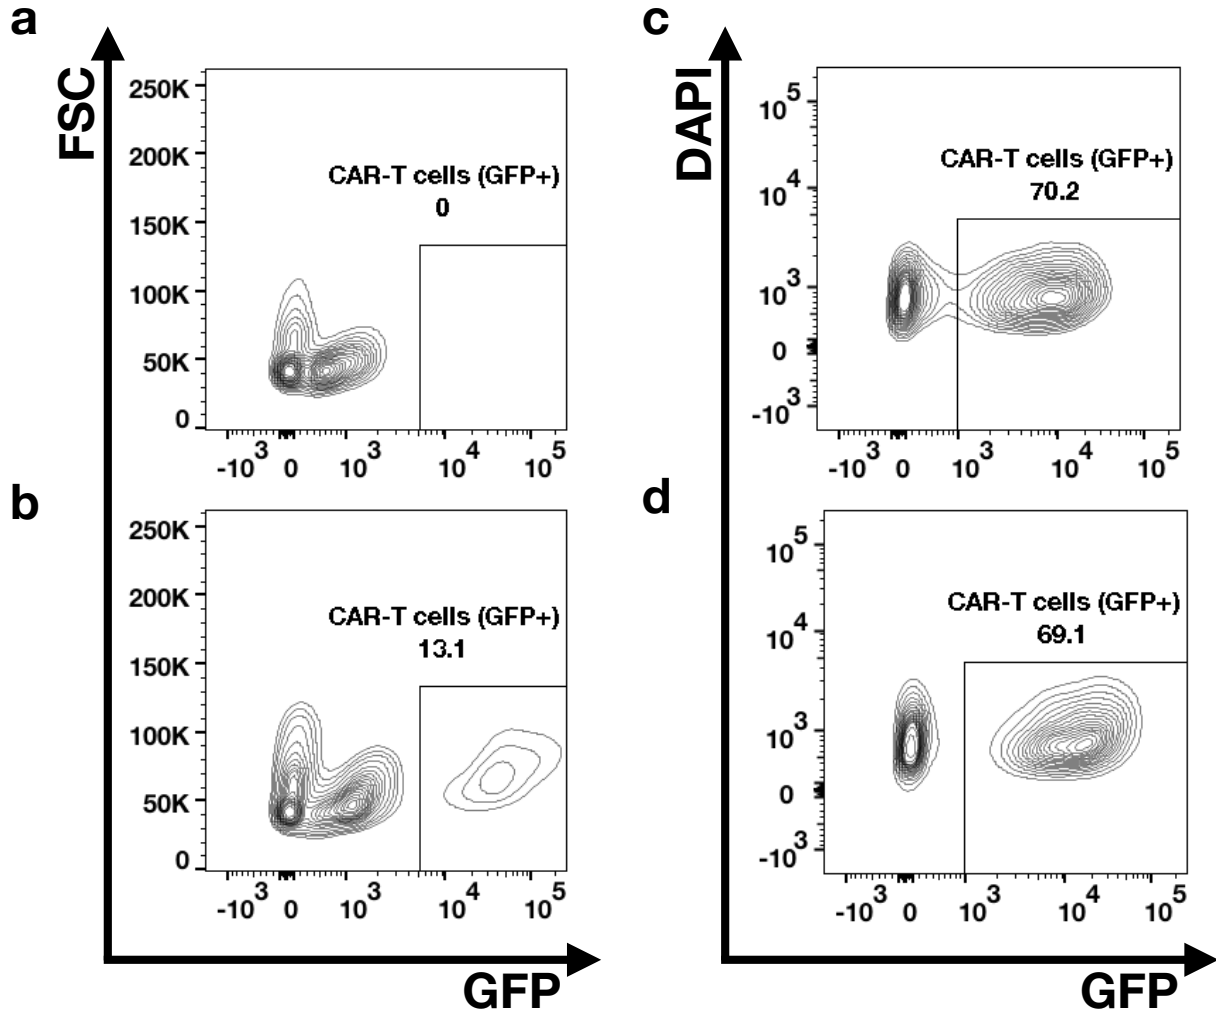 a
FSC
250K
200K
150K
100K
50K
0
CAR-T cells (GFP+)
0
-10³ 0 10³ 10⁴ 10⁵
b
250K
200K
150K
100K
50K
0
CAR-T cells (GFP+)
13.1
-10³ 0 10³ 10⁴ 10⁵
GFP
c
DAPI
10⁵
10⁴
10³
0
-10³
CAR-T cells (GFP+)
70.2
-10³ 0 10³ 10⁴ 10⁵
d
10⁵
10⁴
10³
0
-10³
CAR-T cells (GFP+)
69.1
-10³ 0 10³ 10⁴ 10⁵
GFP